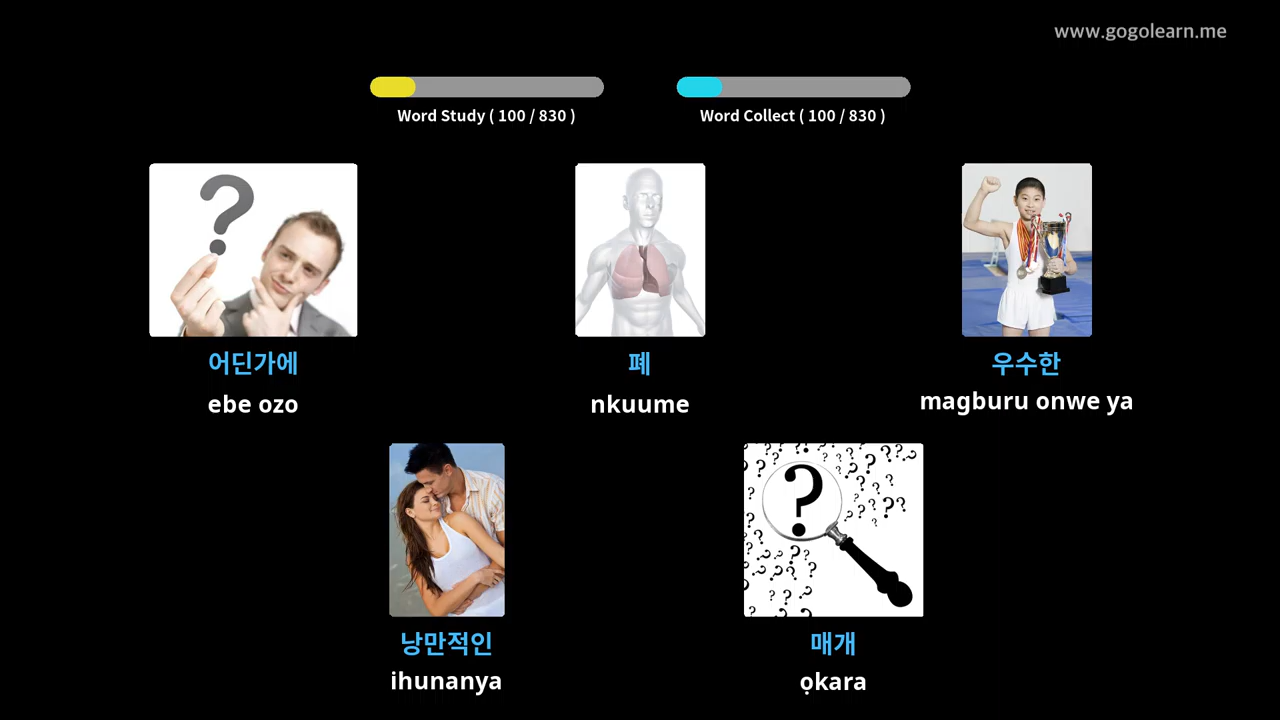 www.gogolearn.me
Word Study ( 100 / 830 )
Word Collect ( 100 / 830 )
어딘가에
ebe ozo
폐
nkuume
우수한
magburu onwe ya
낭만적인
ihunanya
매개
ọkara